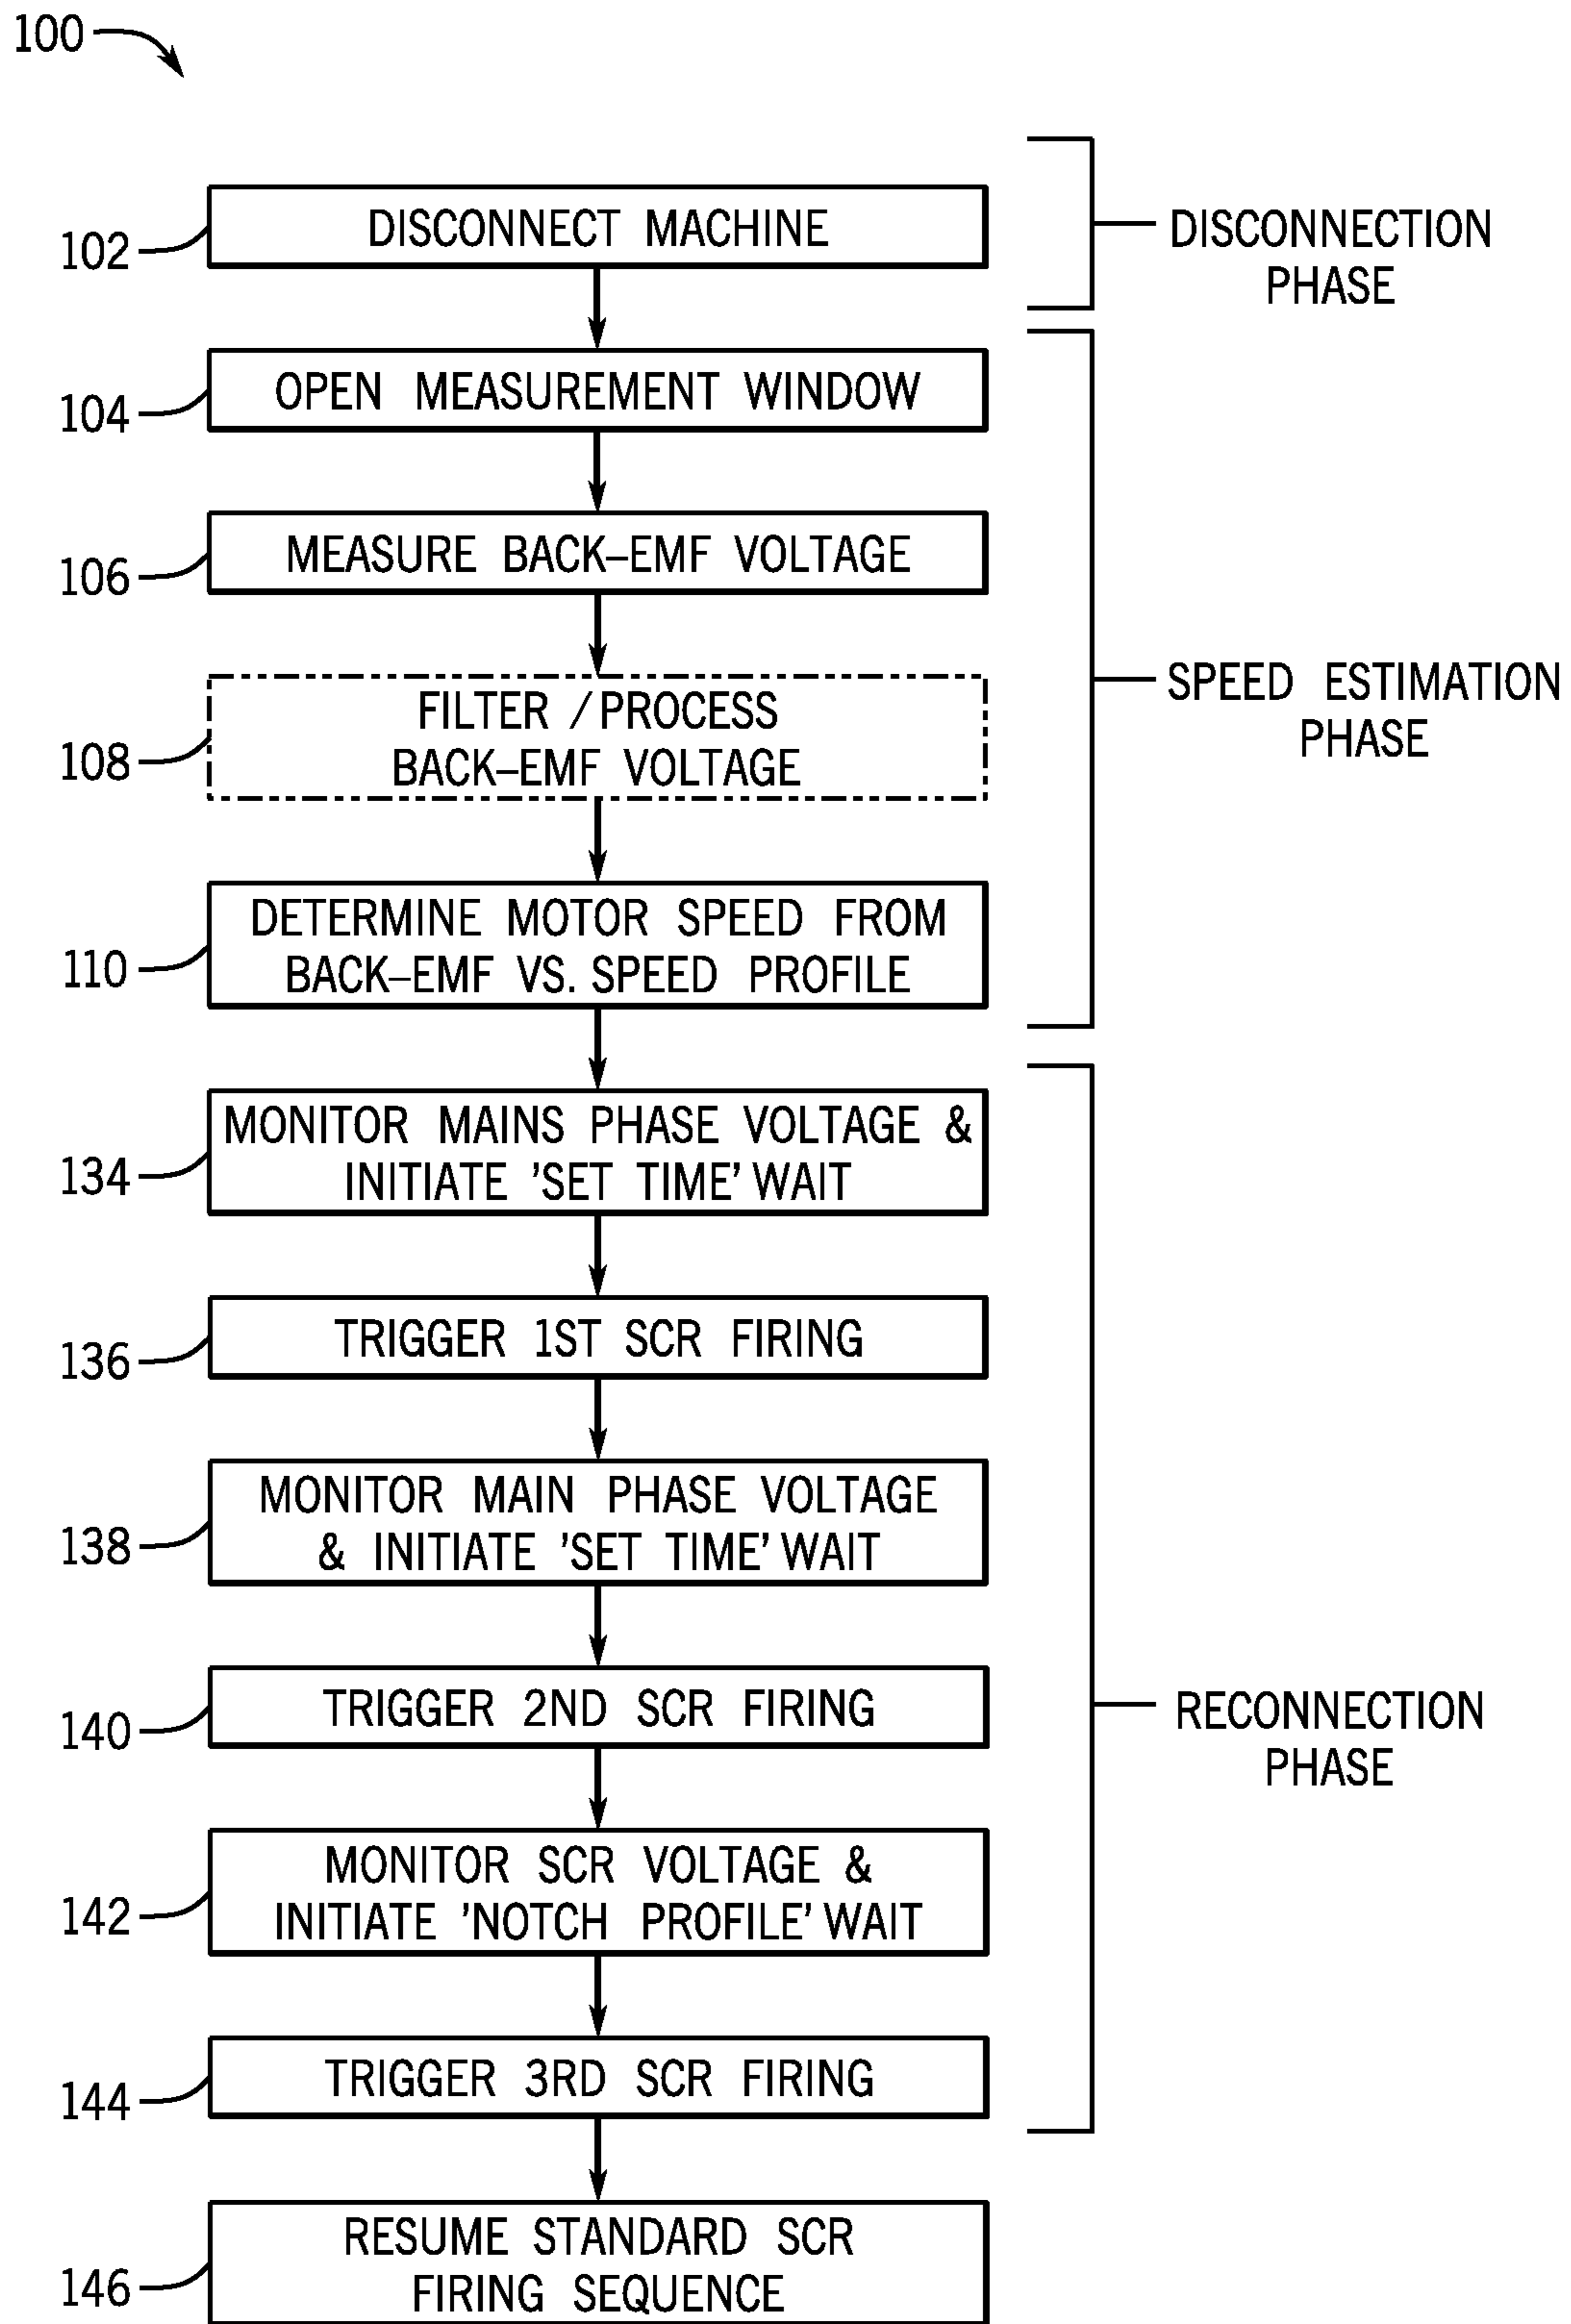 100
102
DISCONNECT MACHINE
DISCONNECTION
PHASE
104
OPEN MEASUREMENT WINDOW
106
MEASURE BACK–EMF VOLTAGE
108
FILTER / PROCESS
BACK–EMF VOLTAGE
SPEED ESTIMATION
PHASE
110
DETERMINE MOTOR SPEED FROM
BACK–EMF VS. SPEED PROFILE
134
MONITOR MAINS PHASE VOLTAGE &
INITIATE 'SET TIME' WAIT
136
TRIGGER 1ST SCR FIRING
138
MONITOR MAIN PHASE VOLTAGE
& INITIATE 'SET TIME' WAIT
140
TRIGGER 2ND SCR FIRING
RECONNECTION
PHASE
142
MONITOR SCR VOLTAGE &
INITIATE 'NOTCH PROFILE' WAIT
144
TRIGGER 3RD SCR FIRING
146
RESUME STANDARD SCR
FIRING SEQUENCE